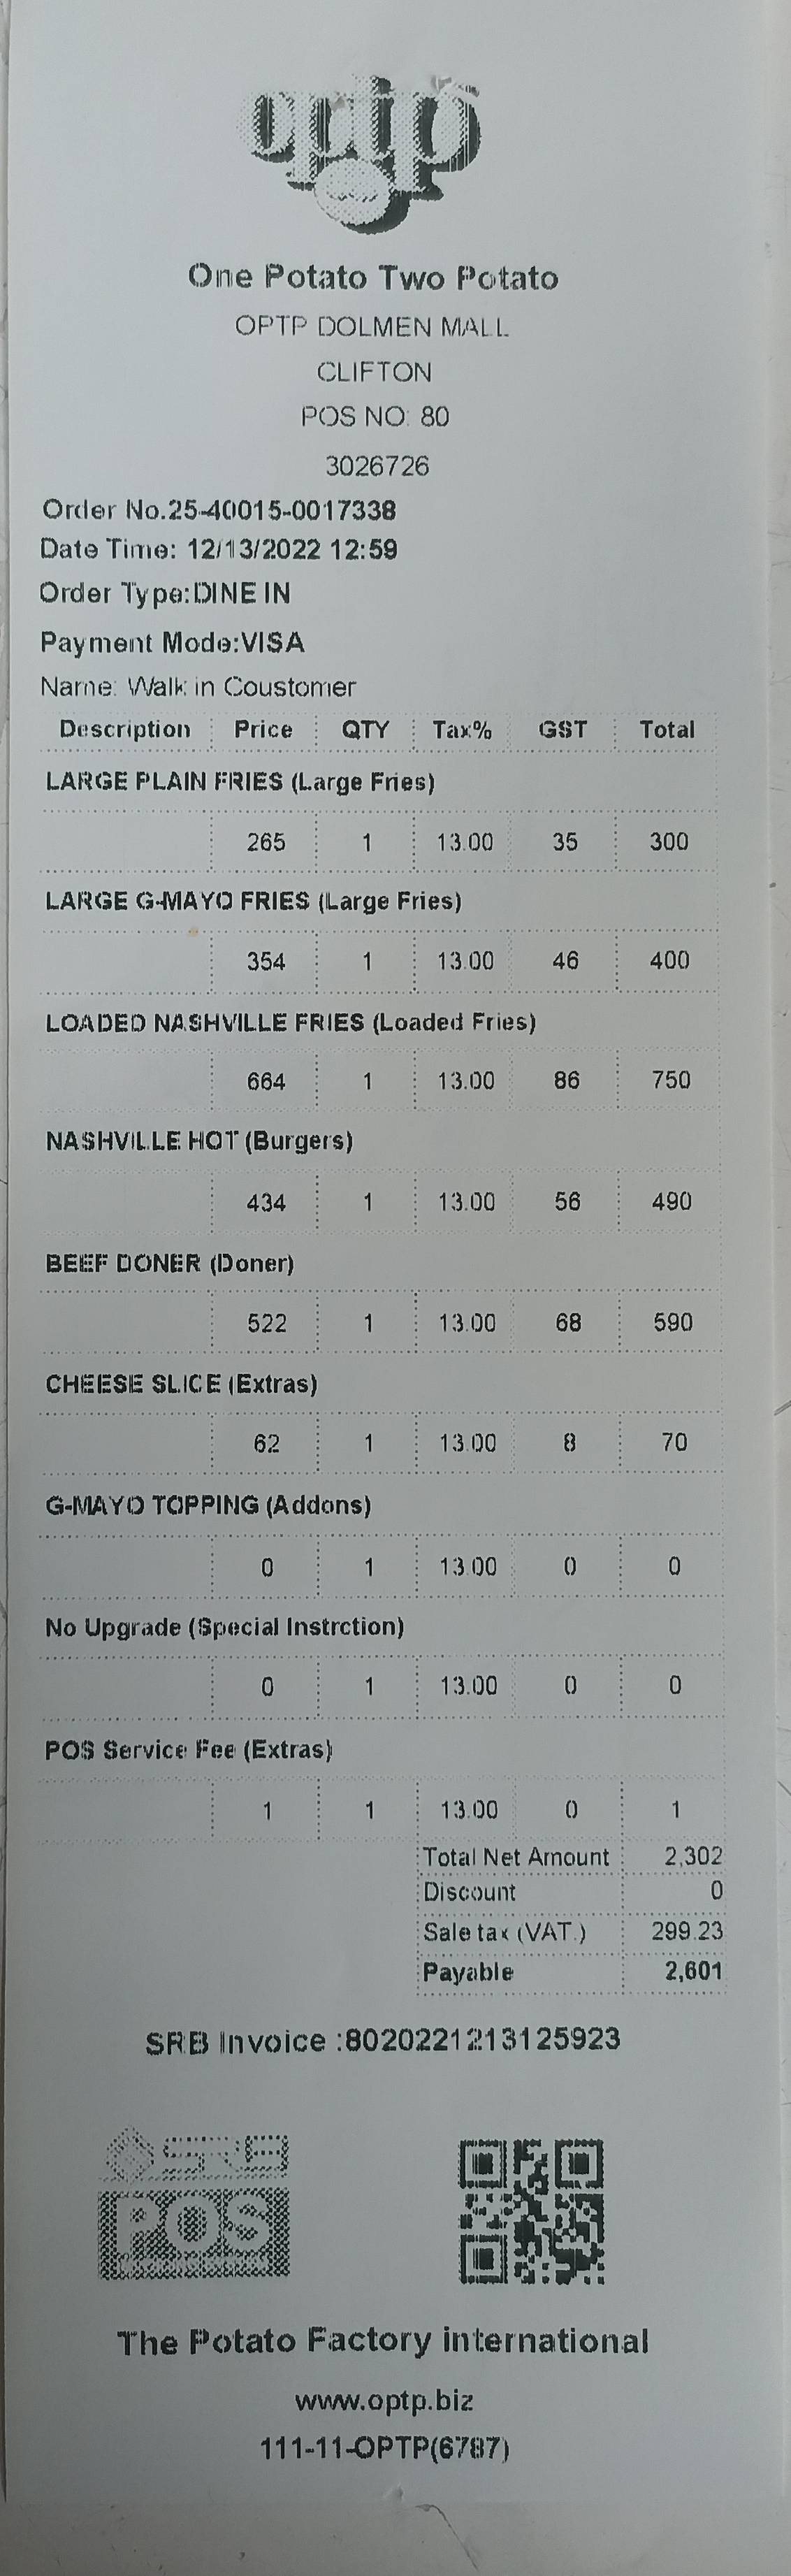 optp
One Potato Two Potato
OPTP DOLMEN MALL
CLIFTON
POS NO: 80
3026726
Order No.25-40015-0017338
Date Time: 12/13/2022 12:59
Order Type:DINE IN
Payment Mode:VISA
Name: Walk in Coustomer
Description Price QTY Tax% GST Total
LARGE PLAIN FRIES (Large Fries)
265 1 13.00 35 300
LARGE G-MAYO FRIES (Large Fries)
354 1 13.00 46 400
LOADED NASHVILLE FRIES (Loaded Fries)
664 1 13.00 86 750
NASHVILLE HOT (Burgers)
434 1 13.00 56 490
BEEF DONER (Doner)
522 1 13.00 68 590
CHEESE SLICE (Extras)
62 1 13.00 8 70
G-MAYO TOPPING (Addons)
0 1 13.00 0 0
No Upgrade (Special Instrction)
0 1 13.00 0 0
POS Service Fee (Extras)
1 1 13.00 0 1
Total Net Amount 2,302
Discount 0
Sale tax (VAT.) 299.23
Payable 2,601
SRB Invoice :8020221213125923
SRB
POS
The Potato Factory international
www.optp.biz
111-11-OPTP(6787)